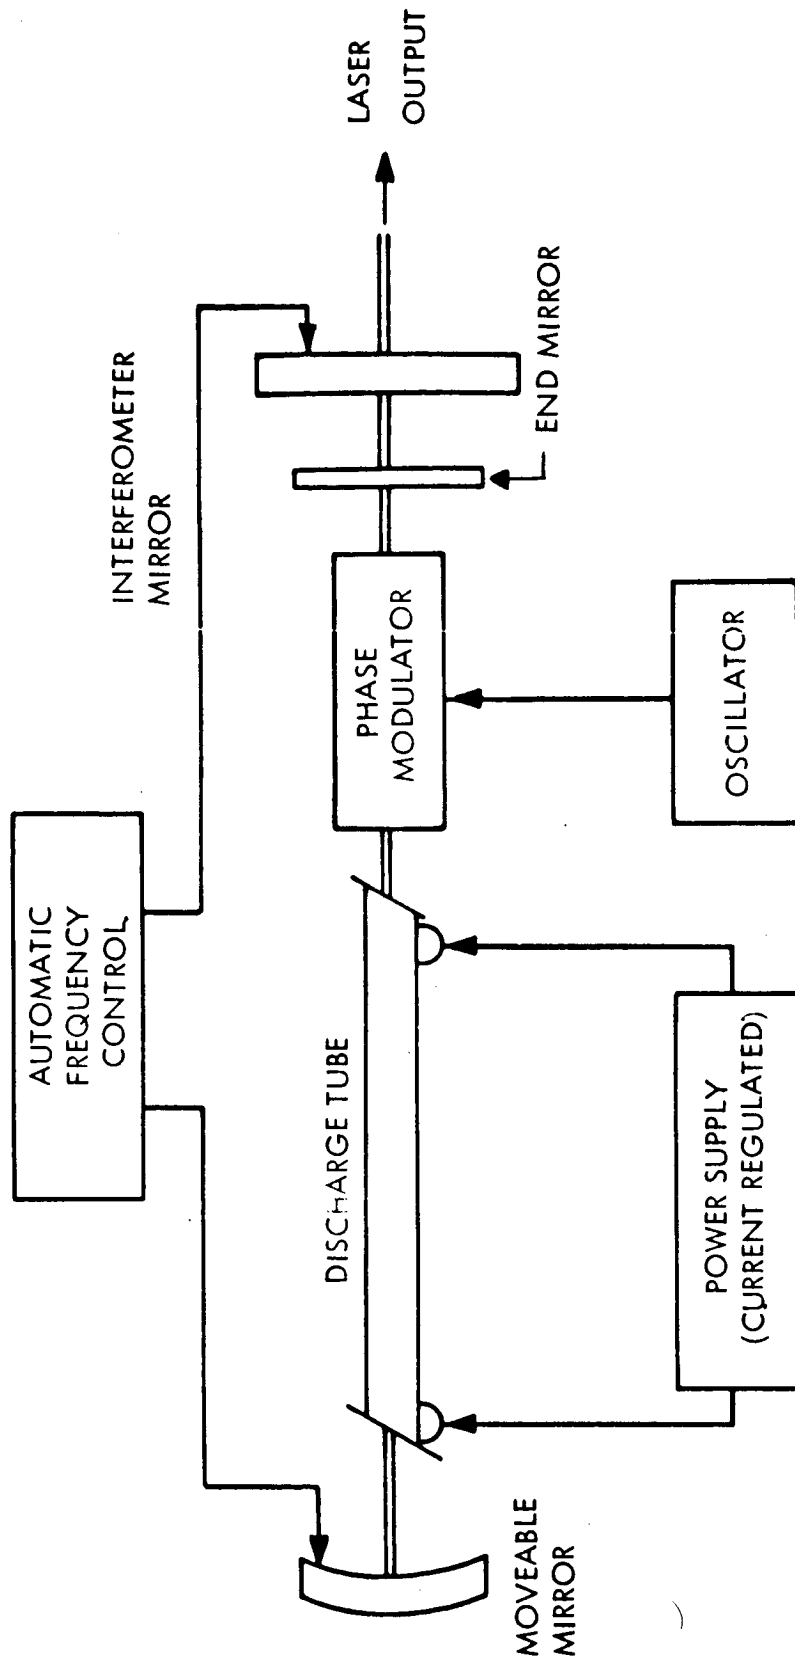 AUTOMATIC
FREQUENCY
CONTROL
INTERFEROMETER
MIRROR
LASER
OUTPUT
DISCHARGE TUBE
PHASE
MODULATOR
END MIRROR
MOVEABLE
MIRROR
POWER SUPPLY
(CURRENT REGULATED)
OSCILLATOR